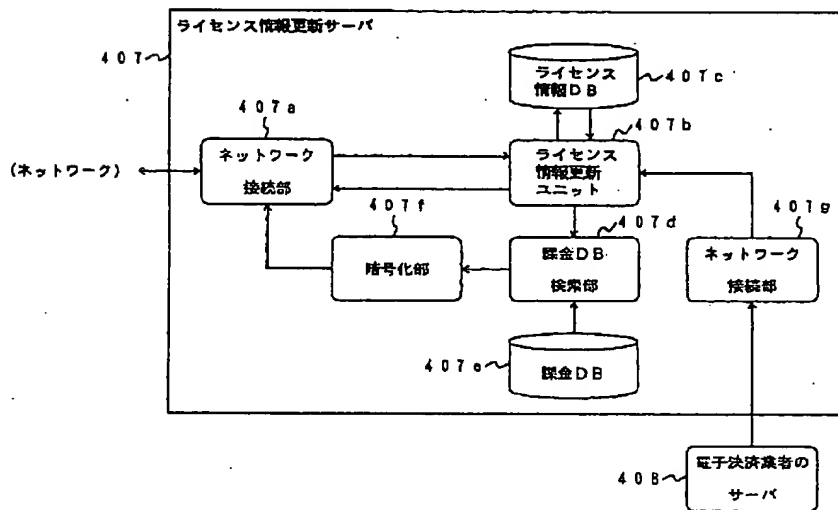 ライセンス情報更新サーバ
407
ライセンス
情報DB
407c
407a
407b
(ネットワーク)
ネットワーク
接続部
ライセンス
情報更新
ユニット
407f
407d
407g
暗号化部
課金DB
検索部
ネットワーク
接続部
407e
課金DB
408
電子決済業者の
サーバ